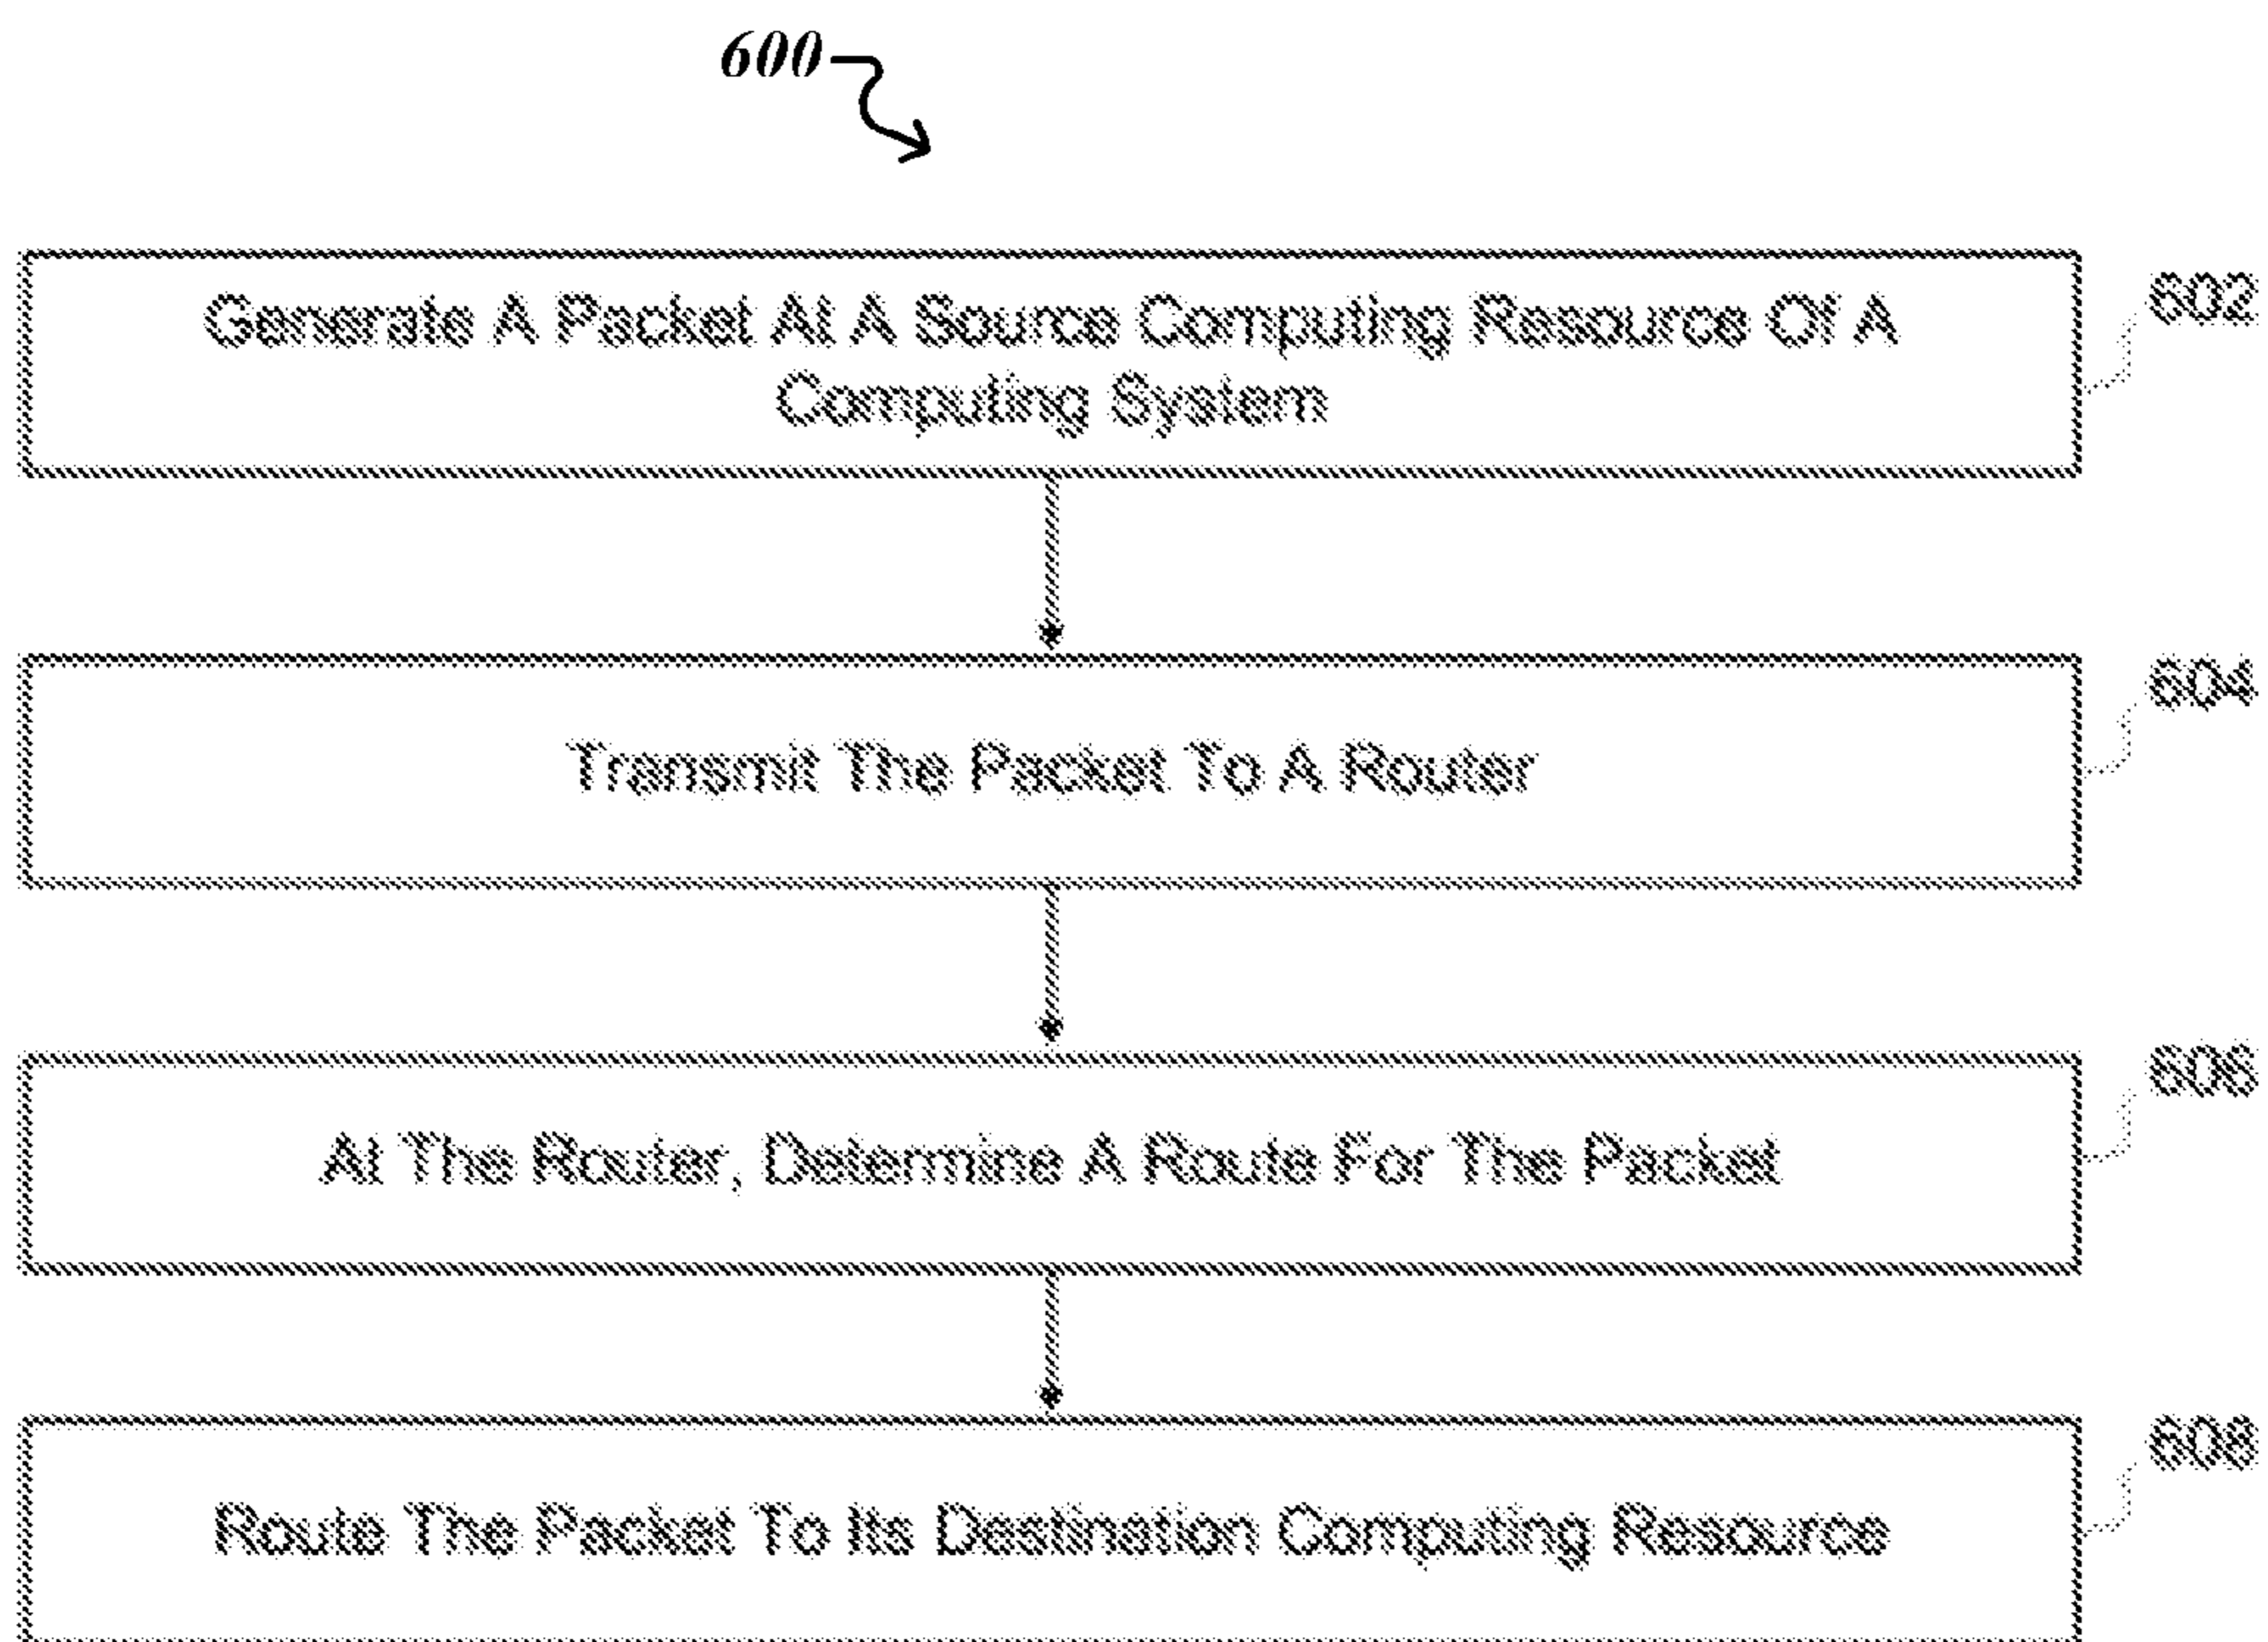 600
Generate A Packet At A Source Computing Resource Of A
Computing System
602
Transmit The Packet To A Router
604
At The Router, Determine A Route For The Packet
606
Route The Packet To Its Destination Computing Resource
608